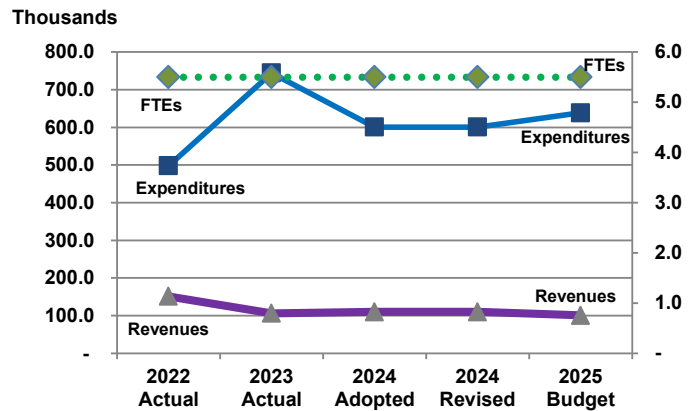 Thousands
800.0
700.0
600.0
500.0
400.0
300.0
200.0
100.0
-
6.0
5.0
4.0
3.0
2.0
1.0
-
FTEs
FTEs
Expenditures
Expenditures
Revenues
Revenues
2022 2023 2024 2024 2025
Actual Actual Adopted Revised Budget